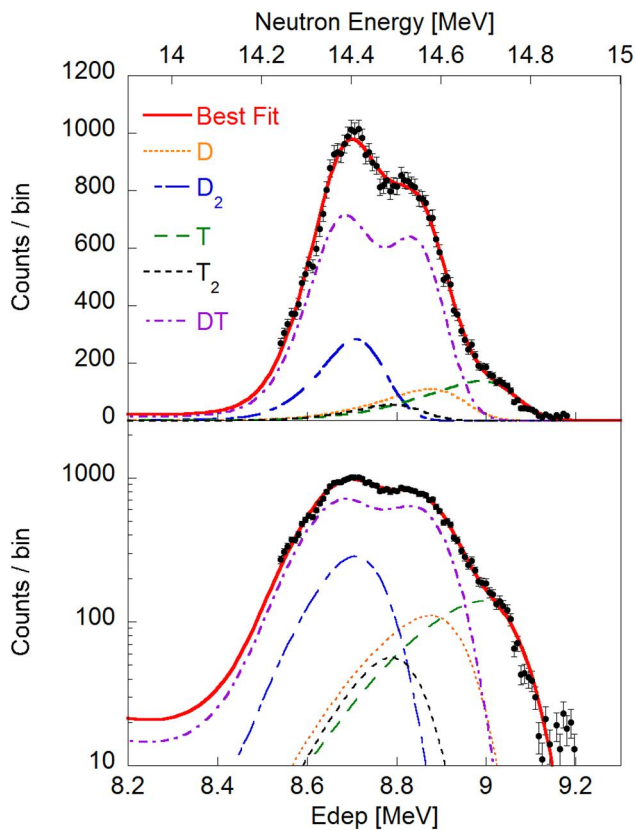 Neutron Energy [MeV]
14 14.2 14.4 14.6 14.8 15
1200
1000
800
600
400
200
0
Counts / bin
Best Fit
D
D2
T
T2
DT
1000
100
10
Counts / bin
8.2 8.4 8.6 8.8 9 9.2
Edep [MeV]